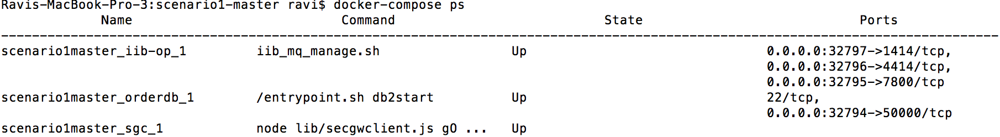 Ravis-MacBook-Pro-3:scenario1-master ravi$ docker-compose ps
Name Command State Ports
--------------------------------------------------------------------------------------------------------------------------------
scenario1master_iib-op_1 iib_mq_manage.sh Up 0.0.0.0:32797->1414/tcp,
0.0.0.0:32796->4414/tcp,
0.0.0.0:32795->7800/tcp
scenario1master_orderdb_1 /entrypoint.sh db2start Up 22/tcp,
0.0.0.0:32794->50000/tcp
scenario1master_sgc_1 node lib/secgwclient.js gO ... Up